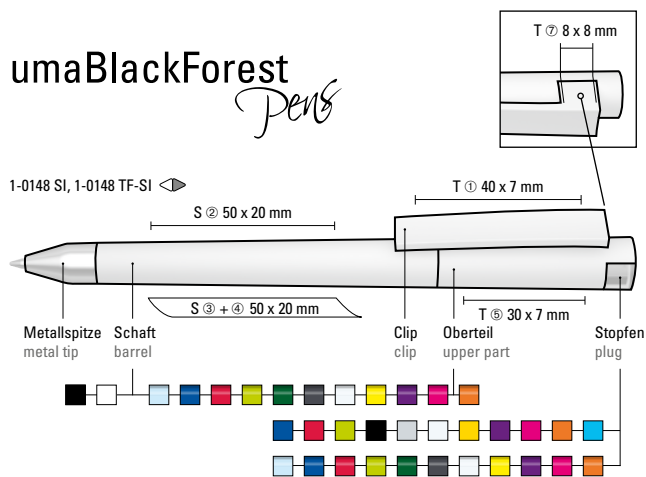 umaBlackForest
Pens
T ⑦ 8 x 8 mm
1-0148 SI, 1-0148 TF-SI
T ① 40 x 7 mm
S ② 50 x 20 mm
S ③ + ④ 50 x 20 mm
T ⑤ 30 x 7 mm
Metallspitze Schaft Clip Oberteil Stopfen
metal tip barrel clip upper part plug